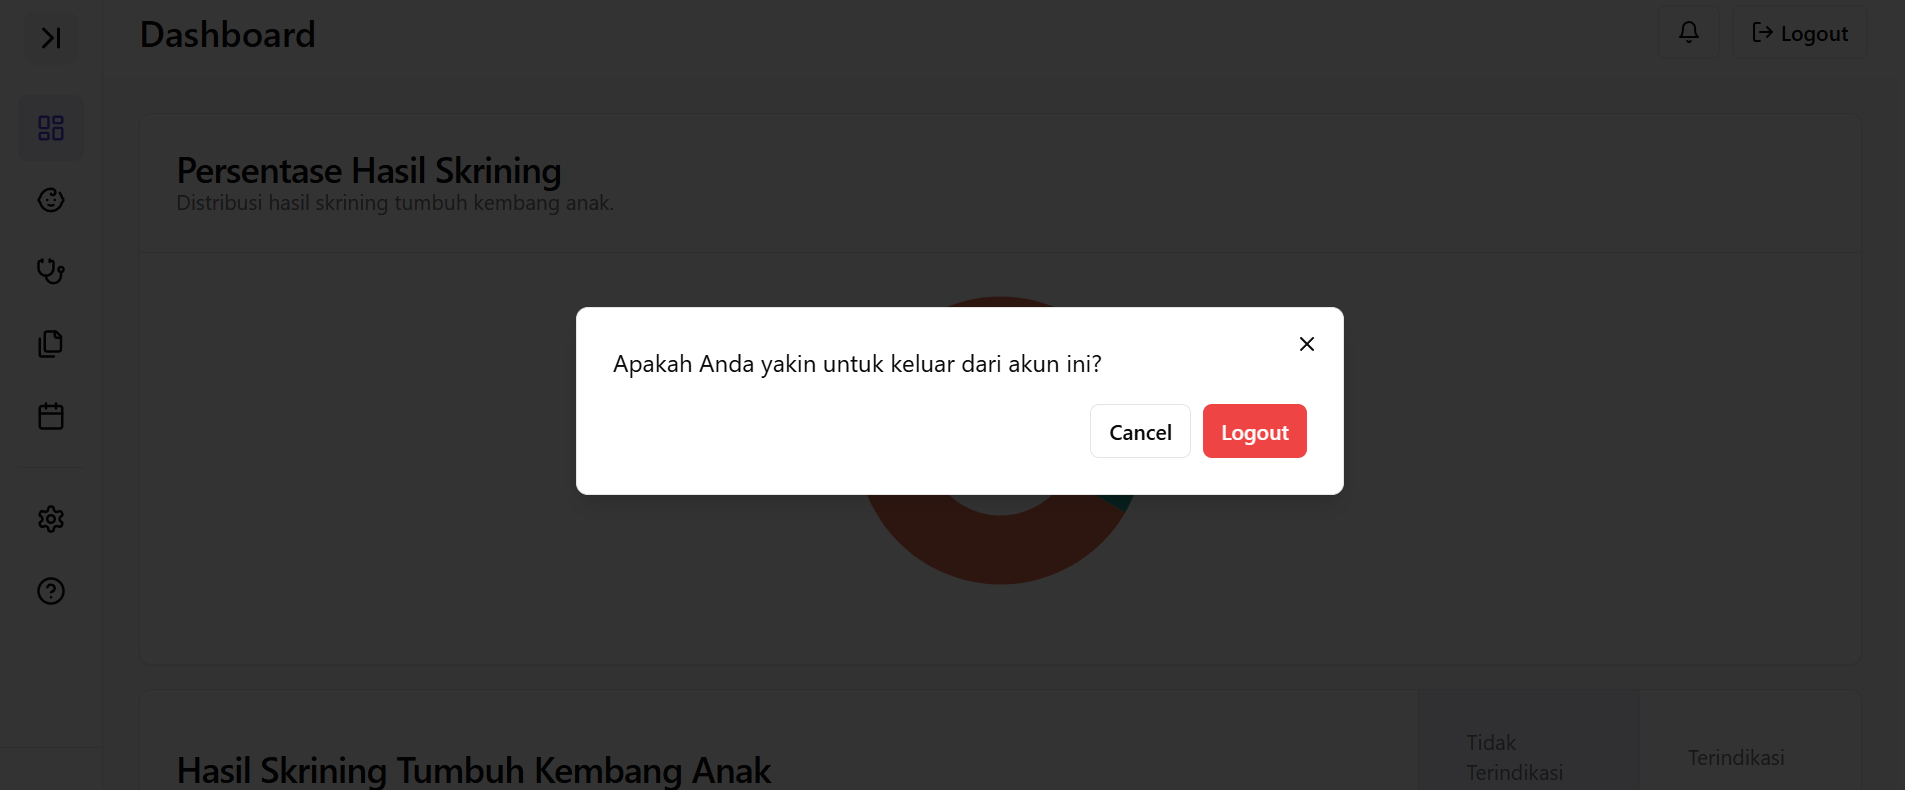 Dashboard
Logout
Persentase Hasil Skrining
Distribusi hasil skrining tumbuh kembang anak.
Apakah Anda yakin untuk keluar dari akun ini?
Cancel
Logout
Hasil Skrining Tumbuh Kembang Anak
Tidak
Terindikasi
Terindikasi